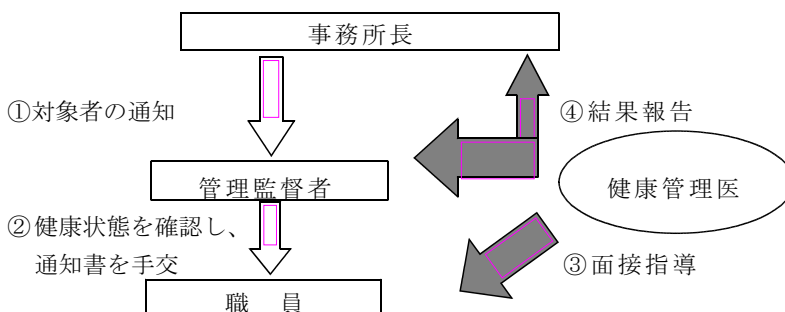 事務所長
①対象者の通知
④結果報告
管理監督者
健康管理医
②健康状態を確認し、
通知書を手交
③面接指導
職　員